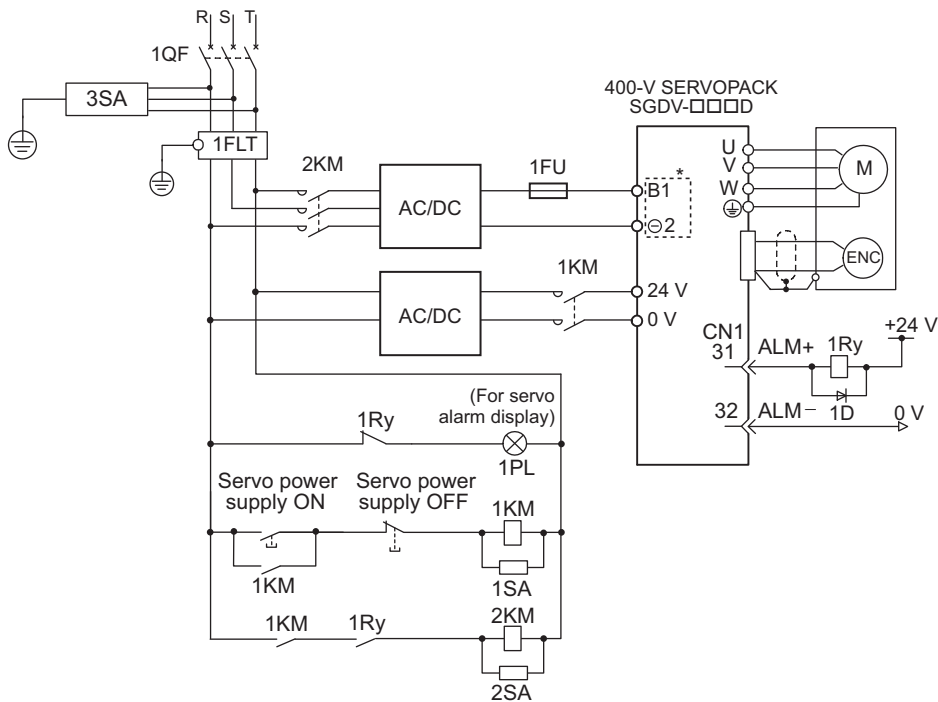 R S T
1QF
3SA
1FLT
2KM
AC/DC
1FU
400-V SERVOPACK
SGDV-□□□D
B1
*
⊖2
U
V
W
M
ENC
AC/DC
1KM
24 V
0 V
CN1
31 ALM+
1Ry
+24 V
1D
32 ALM−
0 V
(For servo
alarm display)
1Ry
1PL
Servo power
supply ON
Servo power
supply OFF
1KM
1KM
1SA
1KM
1Ry
2KM
2SA